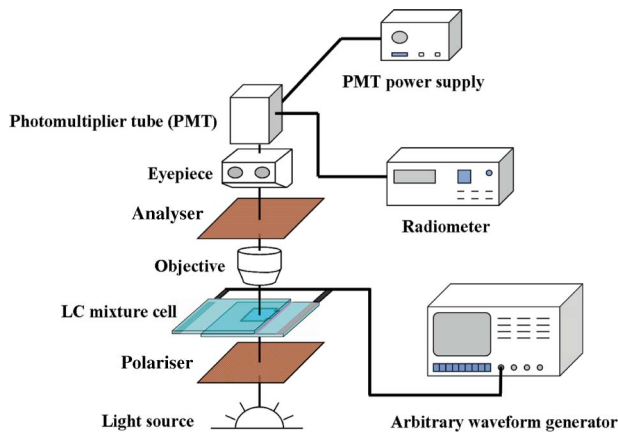 PMT power supply
Photomultiplier tube (PMT)
Eyepiece
Analyser
Radiometer
Objective
LC mixture cell
Polariser
Light source
Arbitrary waveform generator